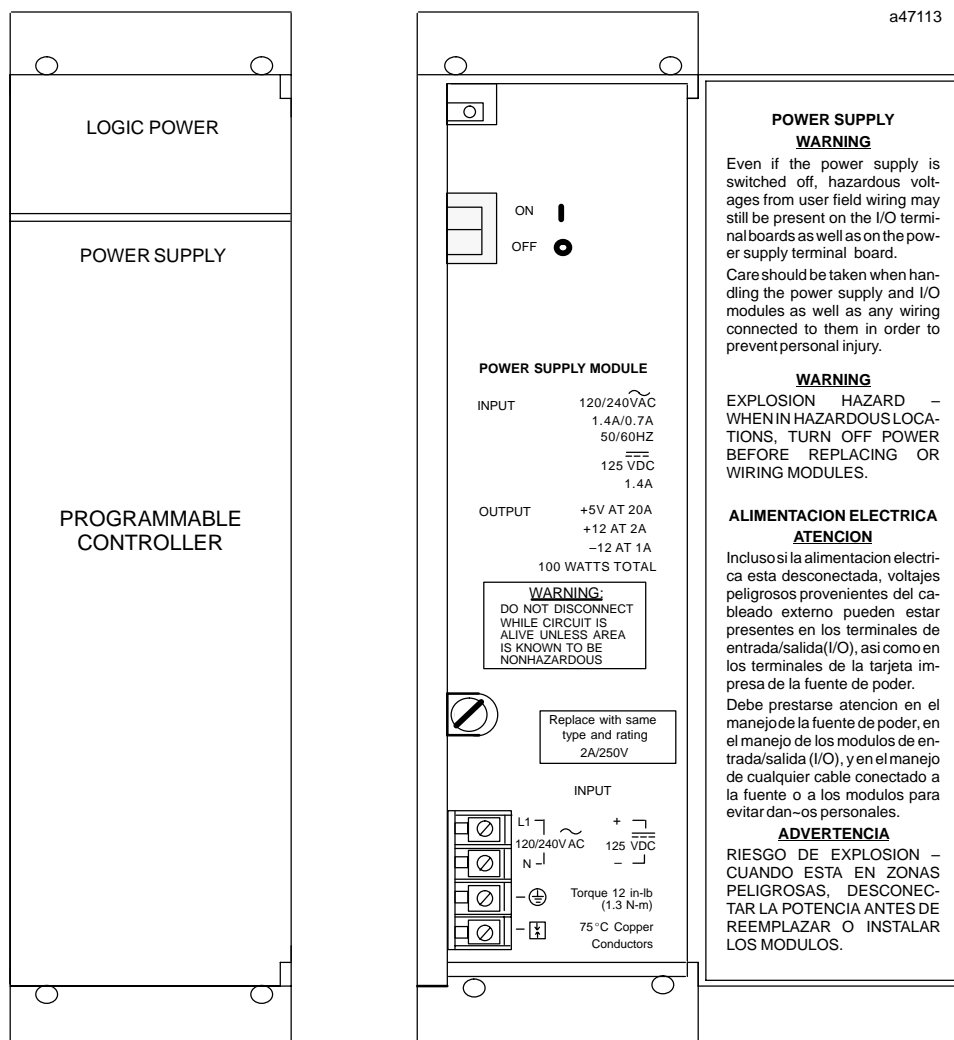 a47113
LOGIC POWER
POWER SUPPLY
PROGRAMMABLE
CONTROLLER
ON
OFF
POWER SUPPLY MODULE
INPUT
120/240VAC
1.4A/0.7A
50/60HZ
125 VDC
1.4A
OUTPUT
+5V AT 20A
+12 AT 2A
–12 AT 1A
100 WATTS TOTAL
WARNING:
DO NOT DISCONNECT
WHILE CIRCUIT IS
ALIVE UNLESS AREA
IS KNOWN TO BE
NONHAZARDOUS
Replace with same
type and rating
2A/250V
INPUT
L1
120/240V AC
N
+
125 VDC
–
Torque 12 in-lb
(1.3 N-m)
75°C Copper
Conductors
POWER SUPPLY
WARNING
Even if the power supply is
switched off, hazardous volt-
ages from user field wiring may
still be present on the I/O termi-
nal boards as well as on the pow-
er supply terminal board.
Care should be taken when han-
dling the power supply and I/O
modules as well as any wiring
connected to them in order to
prevent personal injury.
WARNING
EXPLOSION HAZARD –
WHEN IN HAZARDOUS LOCA-
TIONS, TURN OFF POWER
BEFORE REPLACING OR
WIRING MODULES.
ALIMENTACION ELECTRICA
ATENCION
Incluso si la alimentacion electri-
ca esta desconectada, voltajes
peligrosos provenientes del ca-
bleado externo pueden estar
presentes en los terminales de
entrada/salida(I/O), asi como en
los terminales de la tarjeta im-
presa de la fuente de poder.
Debe prestarse atencion en el
manejo de la fuente de poder, en
el manejo de los modulos de en-
trada/salida (I/O), y en el manejo
de cualquier cable conectado a
la fuente o a los modulos para
evitar dan~os personales.
ADVERTENCIA
RIESGO DE EXPLOSION –
CUANDO ESTA EN ZONAS
PELIGROSAS, DESCONEC-
TAR LA POTENCIA ANTES DE
REEMPLAZAR O INSTALAR
LOS MODULOS.